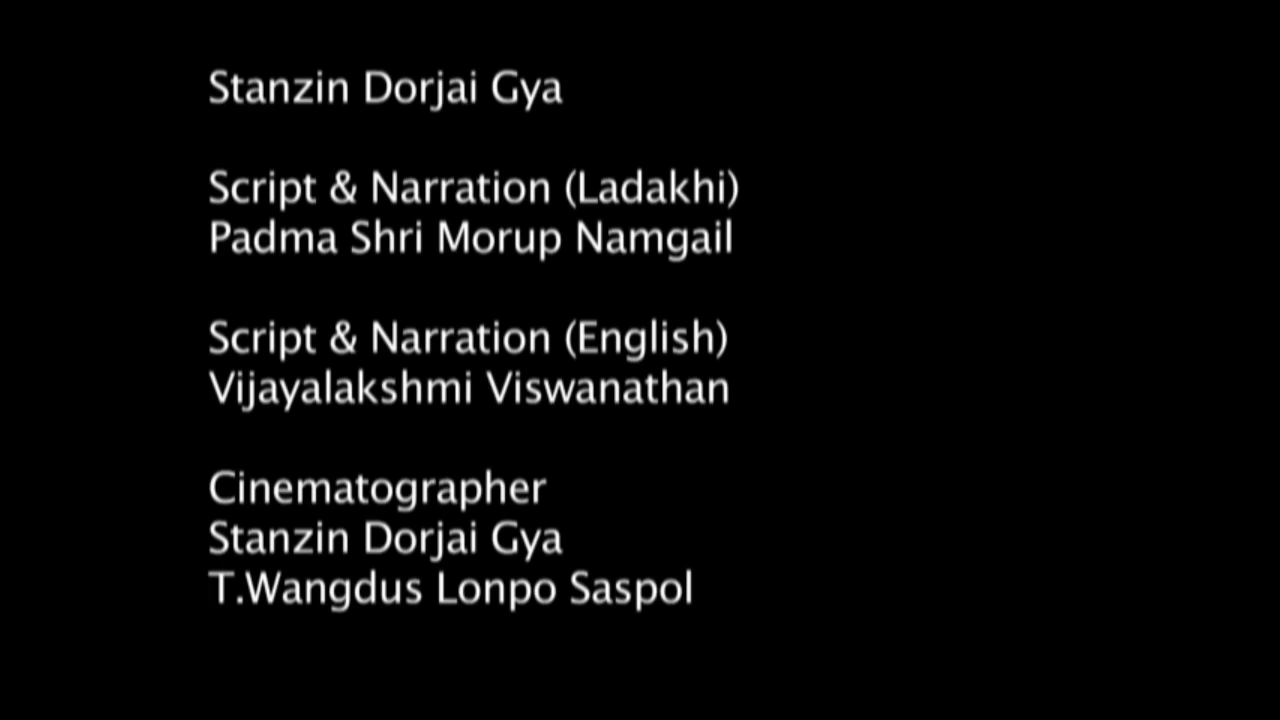 Stanzin Dorjai Gya
Script & Narration (Ladakhi)
Padma Shri Morup Namgail
Script & Narration (English)
Vijayalakshmi Viswanathan
Cinematographer
Stanzin Dorjai Gya
T.Wangdus Lonpo Saspol